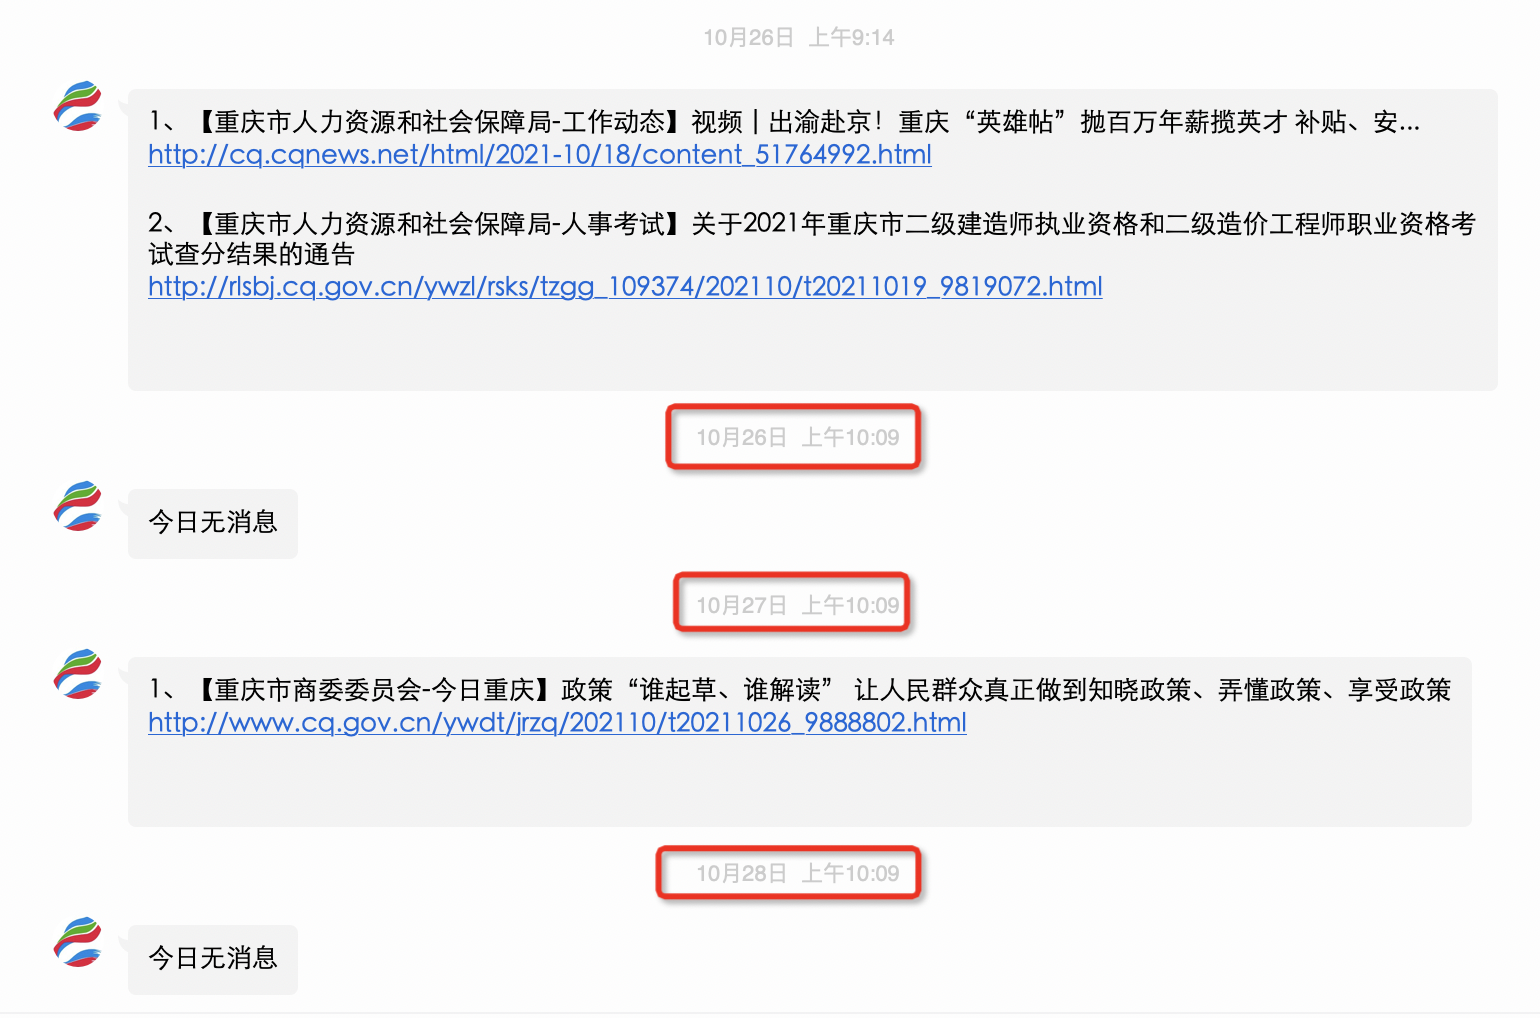 10月26日 上午9:14
1、【重庆市人力资源和社会保障局-工作动态】视频 | 出渝赴京！重庆“英雄帖”抛百万年薪揽英才 补贴、安...
http://cq.cqnews.net/html/2021-10/18/content_51764992.html
2、【重庆市人力资源和社会保障局-人事考试】关于2021年重庆市二级建造师执业资格和二级造价工程师职业资格考
试查分结果的通告
http://rlsbj.cq.gov.cn/ywzl/rsks/tzgg_109374/202110/t20211019_9819072.html
10月26日 上午10:09
今日无消息
10月27日 上午10:09
1、【重庆市商委委员会-今日重庆】政策“谁起草、谁解读” 让人民群众真正做到知晓政策、弄懂政策、享受政策
http://www.cq.gov.cn/ywdt/jrzq/202110/t20211026_9888802.html
10月28日 上午10:09
今日无消息